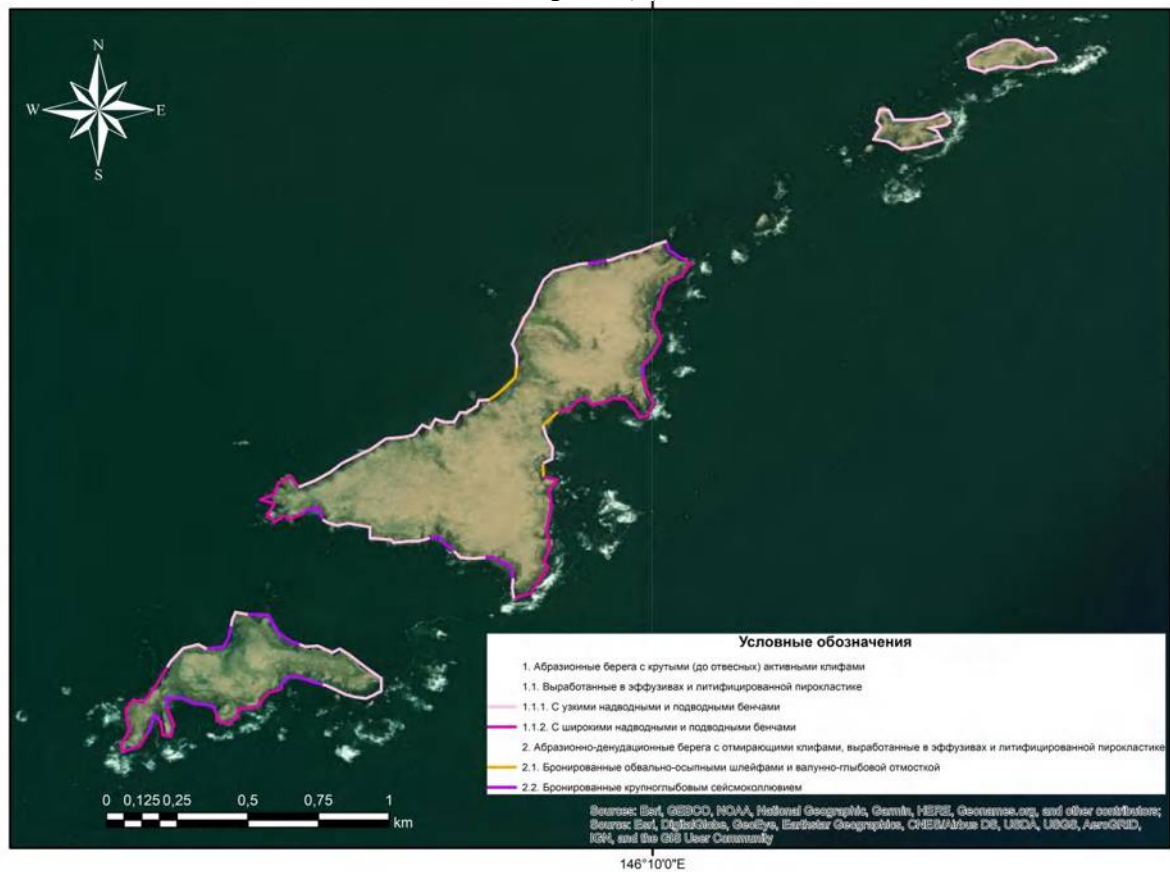 N
W
E
S
Условные обозначения
1. Абразионные берега с крутыми (до отвесных) активными клифами
1.1. Выработанные в эффузивах и литифицированной пирокластике
1.1.1. С узкими надводными и подводными бенчами
1.1.2. С широкими надводными и подводными бенчами
2. Абразионно-денудационные берега с отмирающими клифами, выработанные в эффузивах и литифицированной пирокластике
2.1. Бронированные обвально-осыпными шлейфами и валунно-глыбовой отмосткой
2.2. Бронированные крупноглыбовым сейсмоколлювием
0 0,125 0,25 0,5 0,75 1
km
Sources: Esri, GEBCO, NOAA, National Geographic, Garmin, HERE, Geonames.org, and other contributors;
Source: Esri, DigitalGlobe, GeoEye, Earthstar Geographics, CNES/Airbus DS, USDA, USGS, AeroGRID,
IGN, and the GIS User Community
146°10'0"E